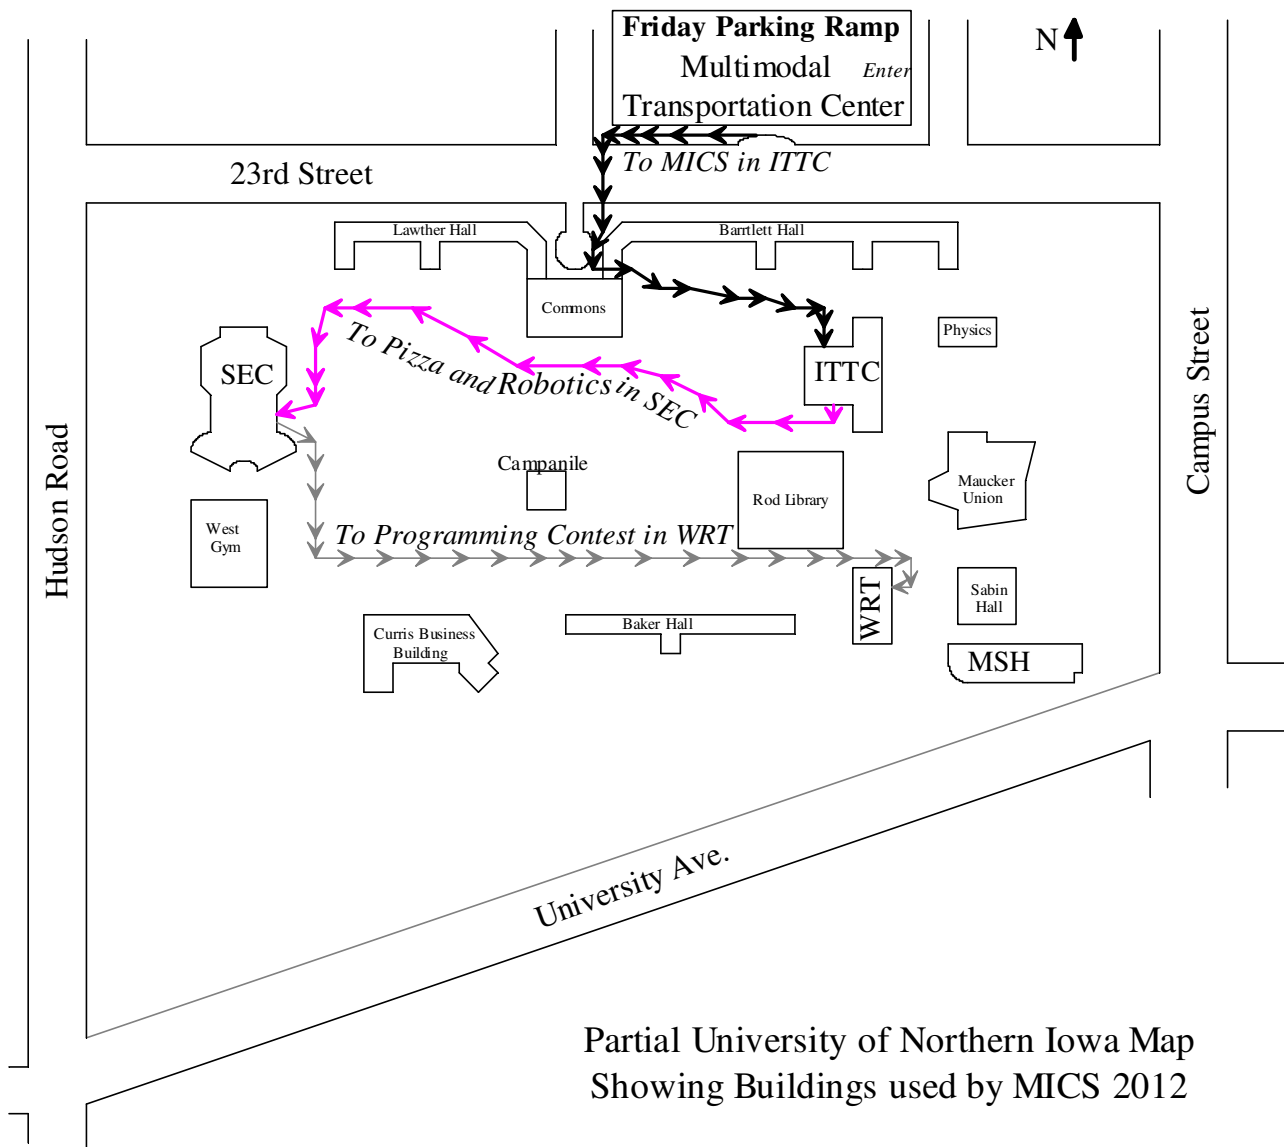 Friday Parking Ramp
Multimodal
Enter
Transportation Center
N
To MICS in ITTC
23rd Street
Lawther Hall
Barrtlett Hall
Commons
Physics
ITTC
SEC
To Pizza and Robotics in SEC
Hudson Road
Campus Street
Campanile
Rod Library
Maucker
Union
West
Gym
To Programming Contest in WRT
WRT
Sabin
Hall
Curris Business
Building
Baker Hall
MSH
University Ave.
Partial University of Northern Iowa Map
Showing Buildings used by MICS 2012